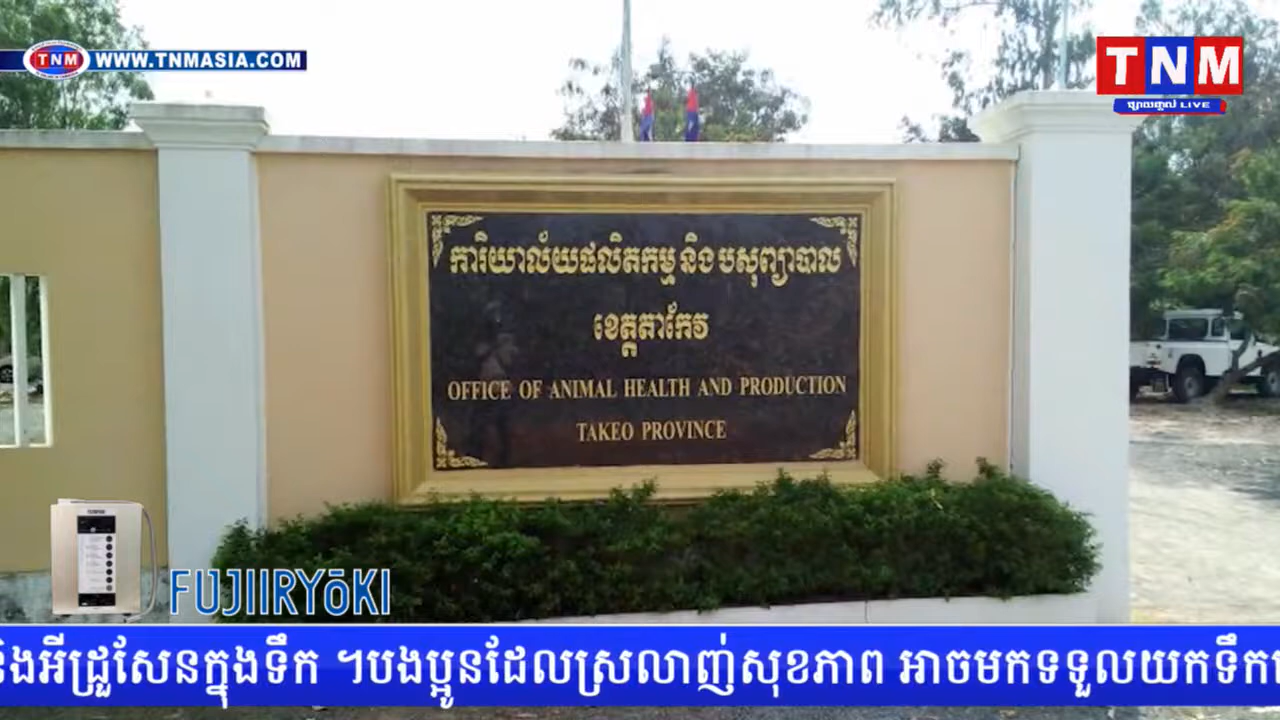 TNM WWW.TNMASIA.COM
TNM
ផ្សាយផ្ទាល់ LIVE
ការិយាល័យផលិតកម្ម និង បសុព្យាបាល
ខេត្តតាកែវ
OFFICE OF ANIMAL HEALTH AND PRODUCTION
TAKEO PROVINCE
FUJIIRYōKI
និងអ៊ីដ្រូសែនក្នុងទឹក ។បងប្អូនដែលស្រលាញ់សុខភាព អាចមកទទួលយកទឹក